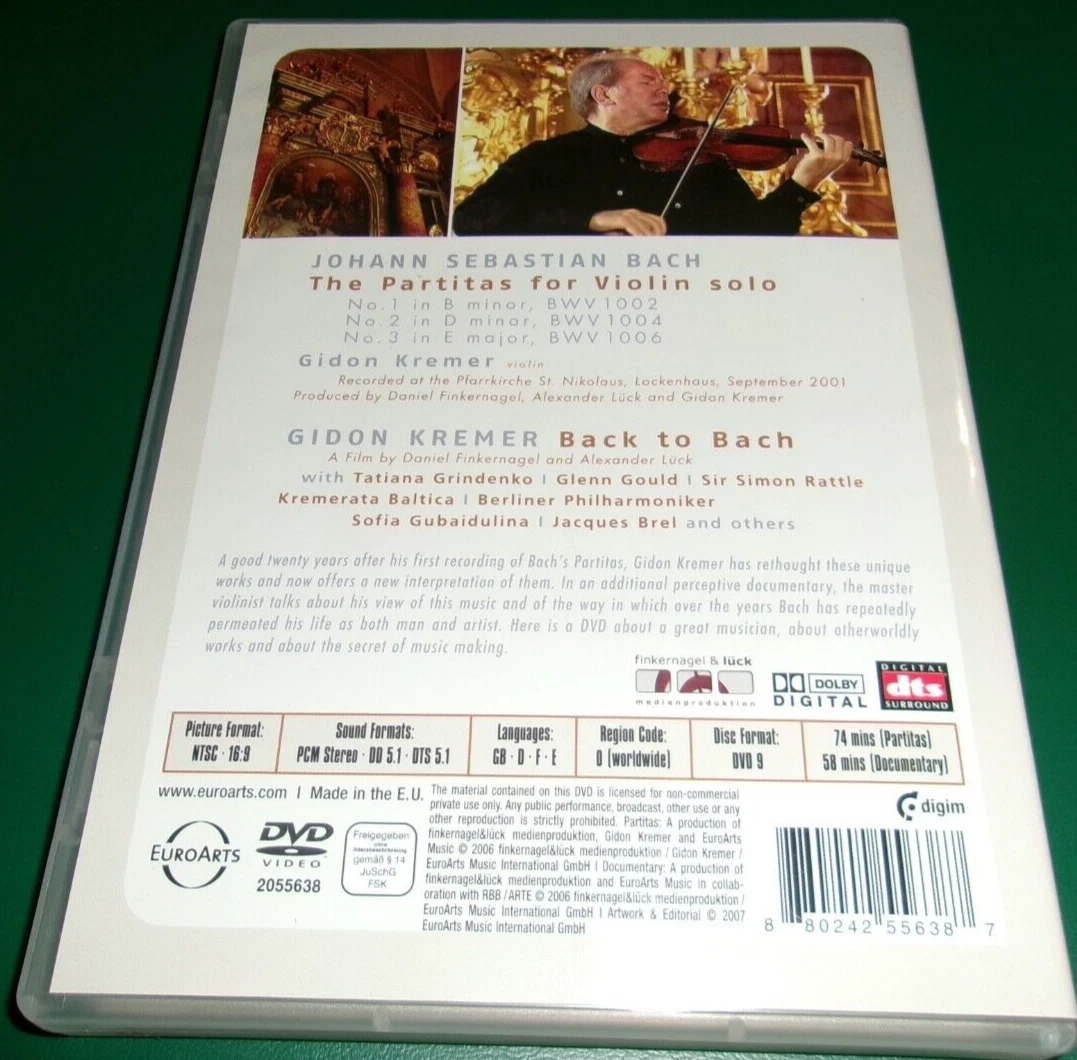 JOHANN SEBASTIAN BACH
The Partitas for Violin solo
No.1 in B minor, BWV1002
No.2 in D minor, BWV1004
No.3 in E major, BWV1006
Gidon Kremer violin
Recorded at the Pfarrkirche St. Nikolaus, Lockenhaus, September 2001
Produced by Daniel Finkernagel, Alexander Lück and Gidon Kremer
GIDON KREMER Back to Bach
A Film by Daniel Finkernagel and Alexander Lück
with Tatiana Grindenko | Glenn Gould | Sir Simon Rattle
Kremerata Baltica | Berliner Philharmoniker
Sofia Gubaidulina | Jacques Brel and others
A good twenty years after his first recording of Bach's Partitas, Gidon Kremer has rethought these unique
works and now offers a new interpretation of them. In an additional perceptive documentary, the master
violinist talks about his view of this music and of the way in which over the years Bach has repeatedly
permeated his life as both man and artist. Here is a DVD about a great musician, about otherworldly
works and about the secret of music making.
finkernagel & lück
medienproduktion
DOLBY
DIGITAL
DIGITAL
dts
SURROUND
Picture Format:
NTSC · 16:9
Sound Formats:
PCM Stereo · DD 5.1 · DTS 5.1
Languages:
GB · D · F · E
Region Code:
0 (worldwide)
Disc Format:
DVD 9
74 mins (Partitas)
58 mins (Documentary)
www.euroarts.com | Made in the E.U.
EUROARTS
DVD
VIDEO
2055638
Freigegeben
ohne
Altersbeschränkung
gemäß § 14
JuSchG
FSK
The material contained on this DVD is licensed for non-commercial
private use only. Any public performance, broadcast, other use or any
other reproduction is strictly prohibited. Partitas: A production of
finkernagel&lück medienproduktion, Gidon Kremer and EuroArts
Music © 2006 finkernagel&lück medienproduktion / Gidon Kremer /
EuroArts Music International GmbH | Documentary: A production of
finkernagel&lück medienproduktion and EuroArts Music in collab-
oration with RBB/ARTE © 2006 finkernagel&lück medienproduktion /
EuroArts Music International GmbH | Artwork & Editorial © 2007
EuroArts Music International GmbH
digim
8 80242 55638 7